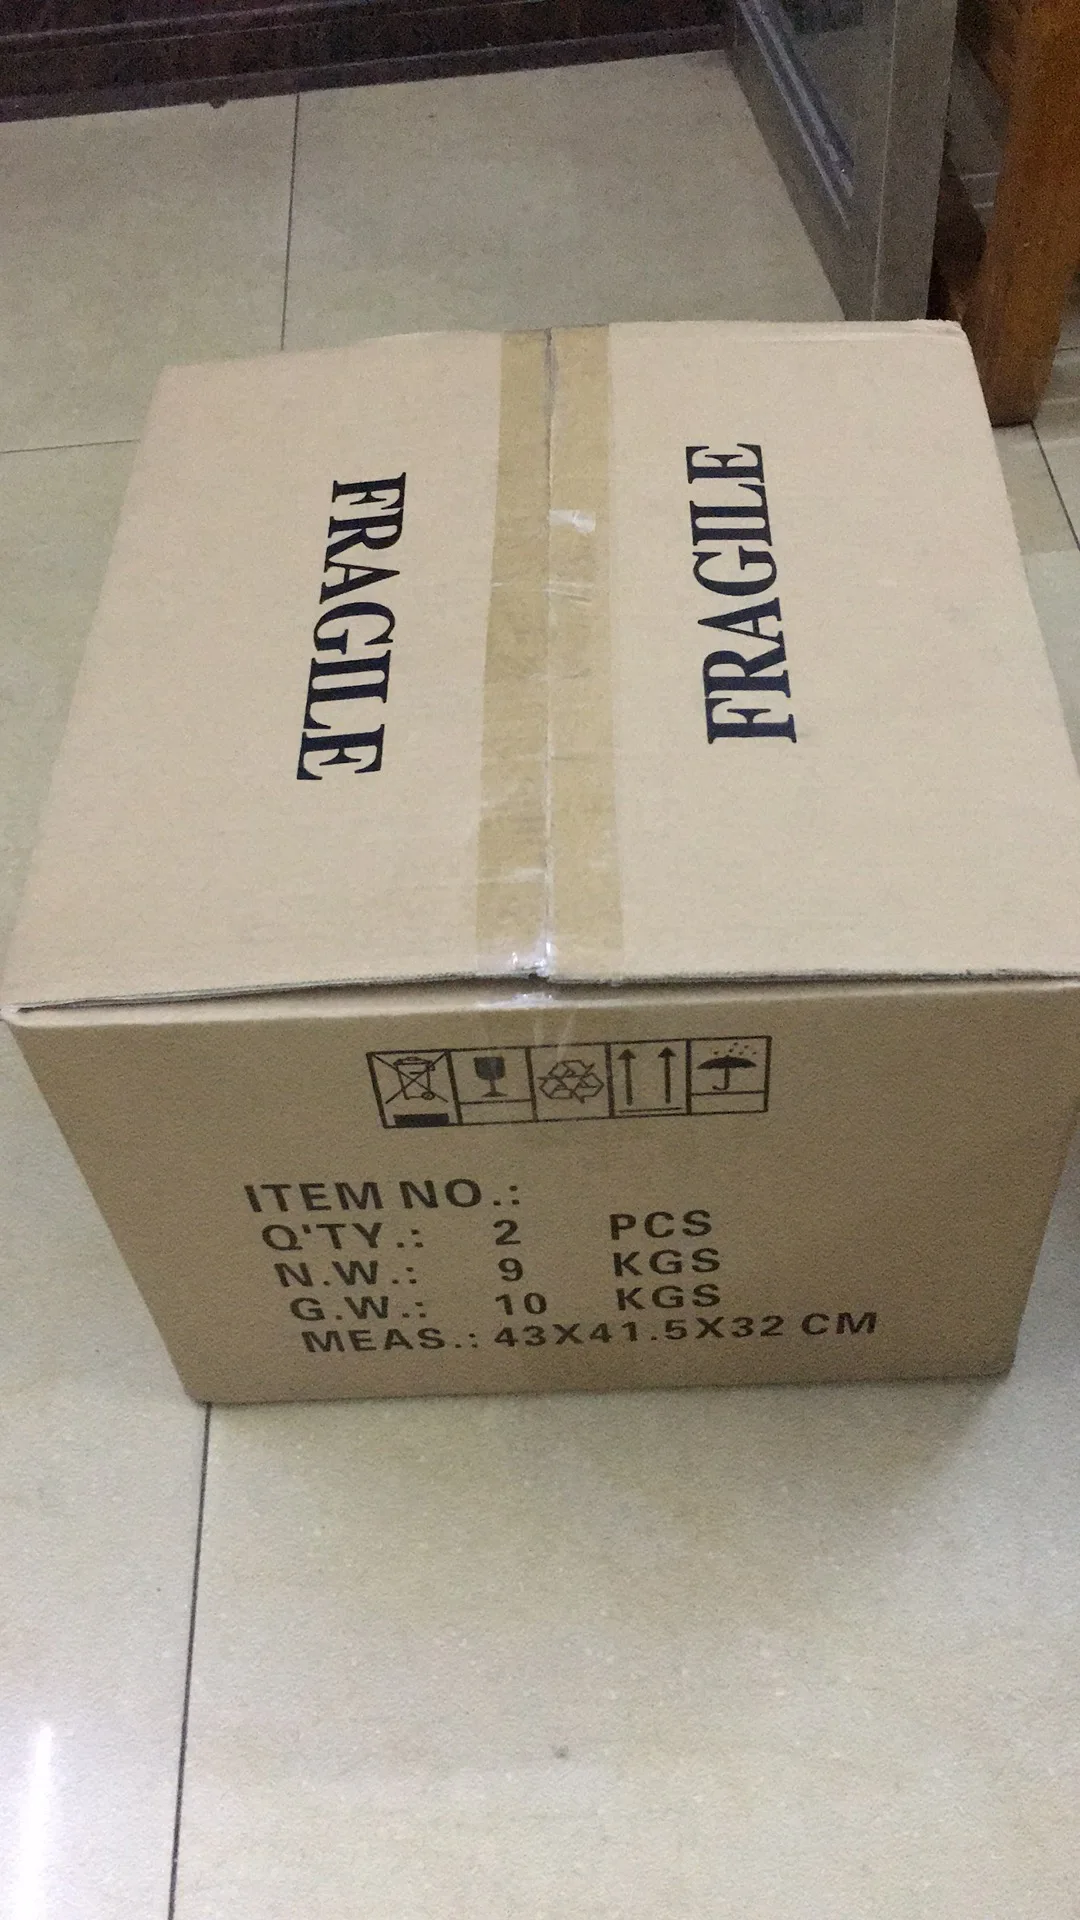 FRAGILE
FRAGILE
ITEM NO.:
Q'TY.: 2 PCS
N.W.: 9 KGS
G.W.: 10 KGS
MEAS.: 43X41.5X32 CM